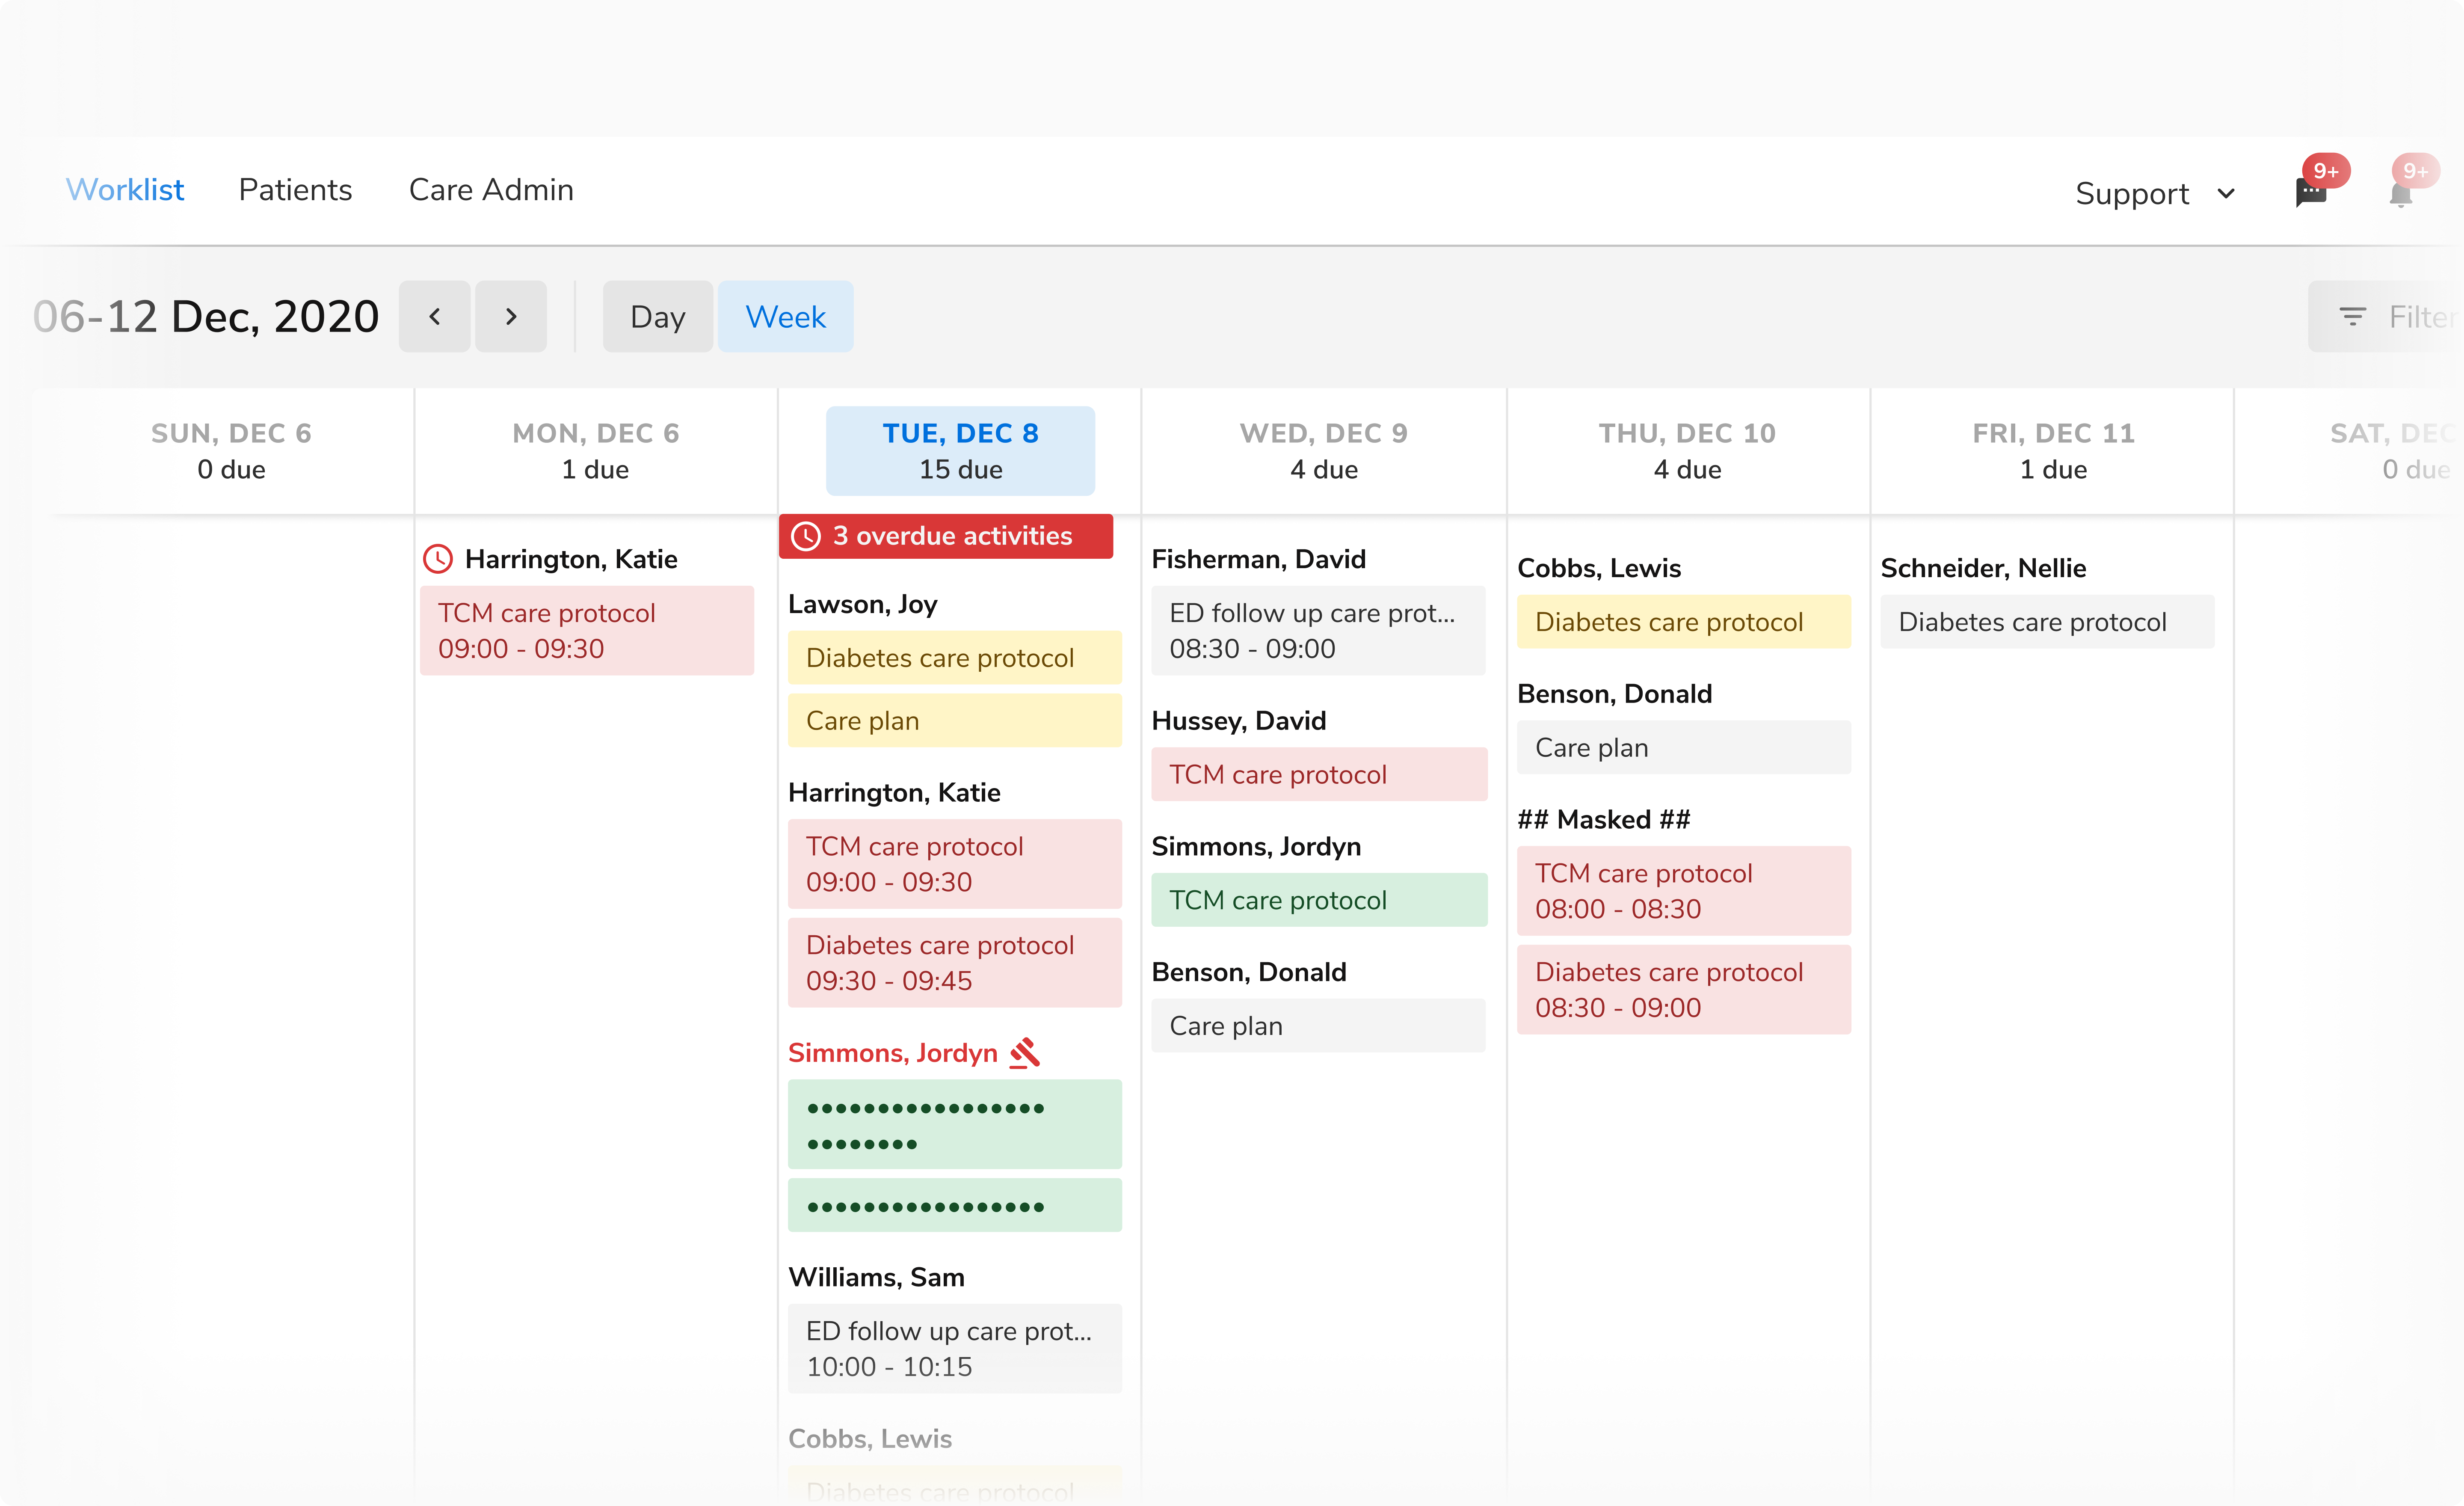 Worklist
Patients
Care Admin
Support
9+
9+
06-12 Dec, 2020
Day
Week
Filter
SUN, DEC 6
0 due
MON, DEC 6
1 due
TUE, DEC 8
15 due
WED, DEC 9
4 due
THU, DEC 10
4 due
FRI, DEC 11
1 due
SAT, DEC
0 due
Harrington, Katie
TCM care protocol
09:00 - 09:30
3 overdue activities
Lawson, Joy
Diabetes care protocol
Care plan
Harrington, Katie
TCM care protocol
09:00 - 09:30
Diabetes care protocol
09:30 - 09:45
Simmons, Jordyn
•••••••••••••••••
••••••••
•••••••••••••••••
Williams, Sam
ED follow up care prot...
10:00 - 10:15
Cobbs, Lewis
Diabetes care protocol
Fisherman, David
ED follow up care prot...
08:30 - 09:00
Hussey, David
TCM care protocol
Simmons, Jordyn
TCM care protocol
Benson, Donald
Care plan
Cobbs, Lewis
Diabetes care protocol
Benson, Donald
Care plan
## Masked ##
TCM care protocol
08:00 - 08:30
Diabetes care protocol
08:30 - 09:00
Schneider, Nellie
Diabetes care protocol